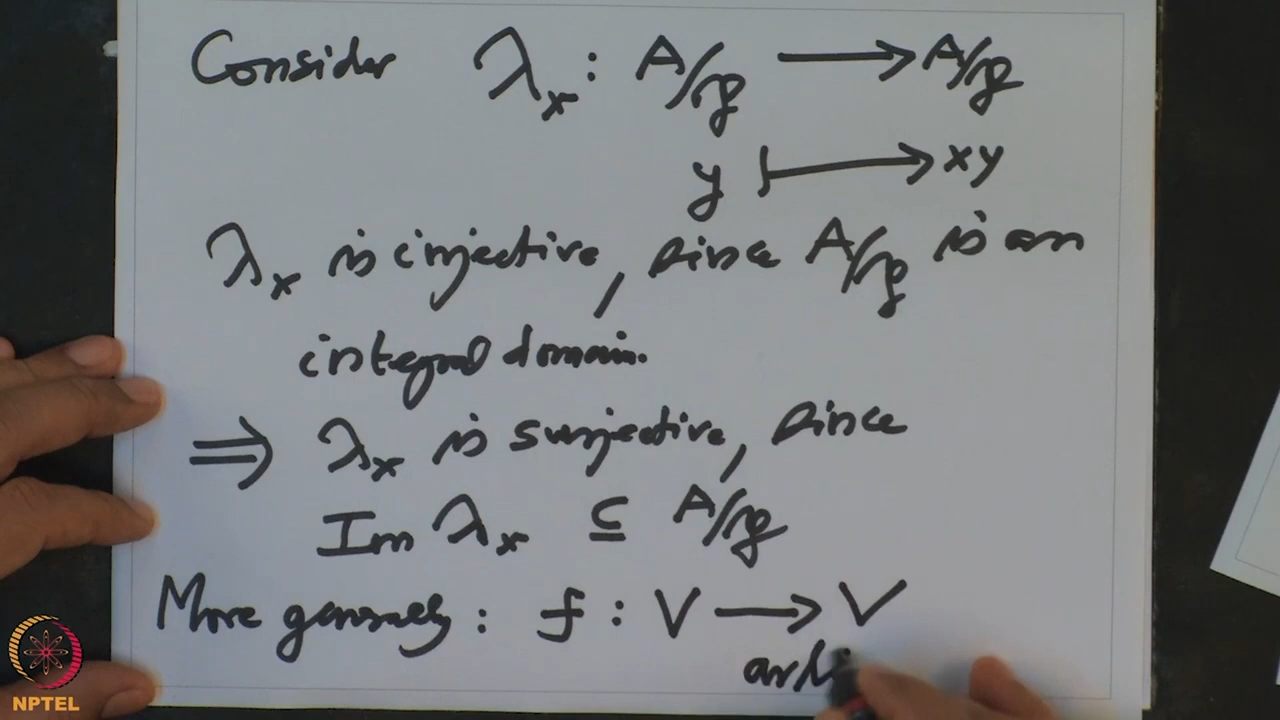 Consider λ_x : A/𝔭 ⟶ A/𝔭
y ⟼ xy
λ_x is injective, since A/𝔭 is an
integral domain.
⟹ λ_x is surjective, since
Im λ_x ⊆ A/𝔭
More generally : f : V ⟶ V
NPTEL